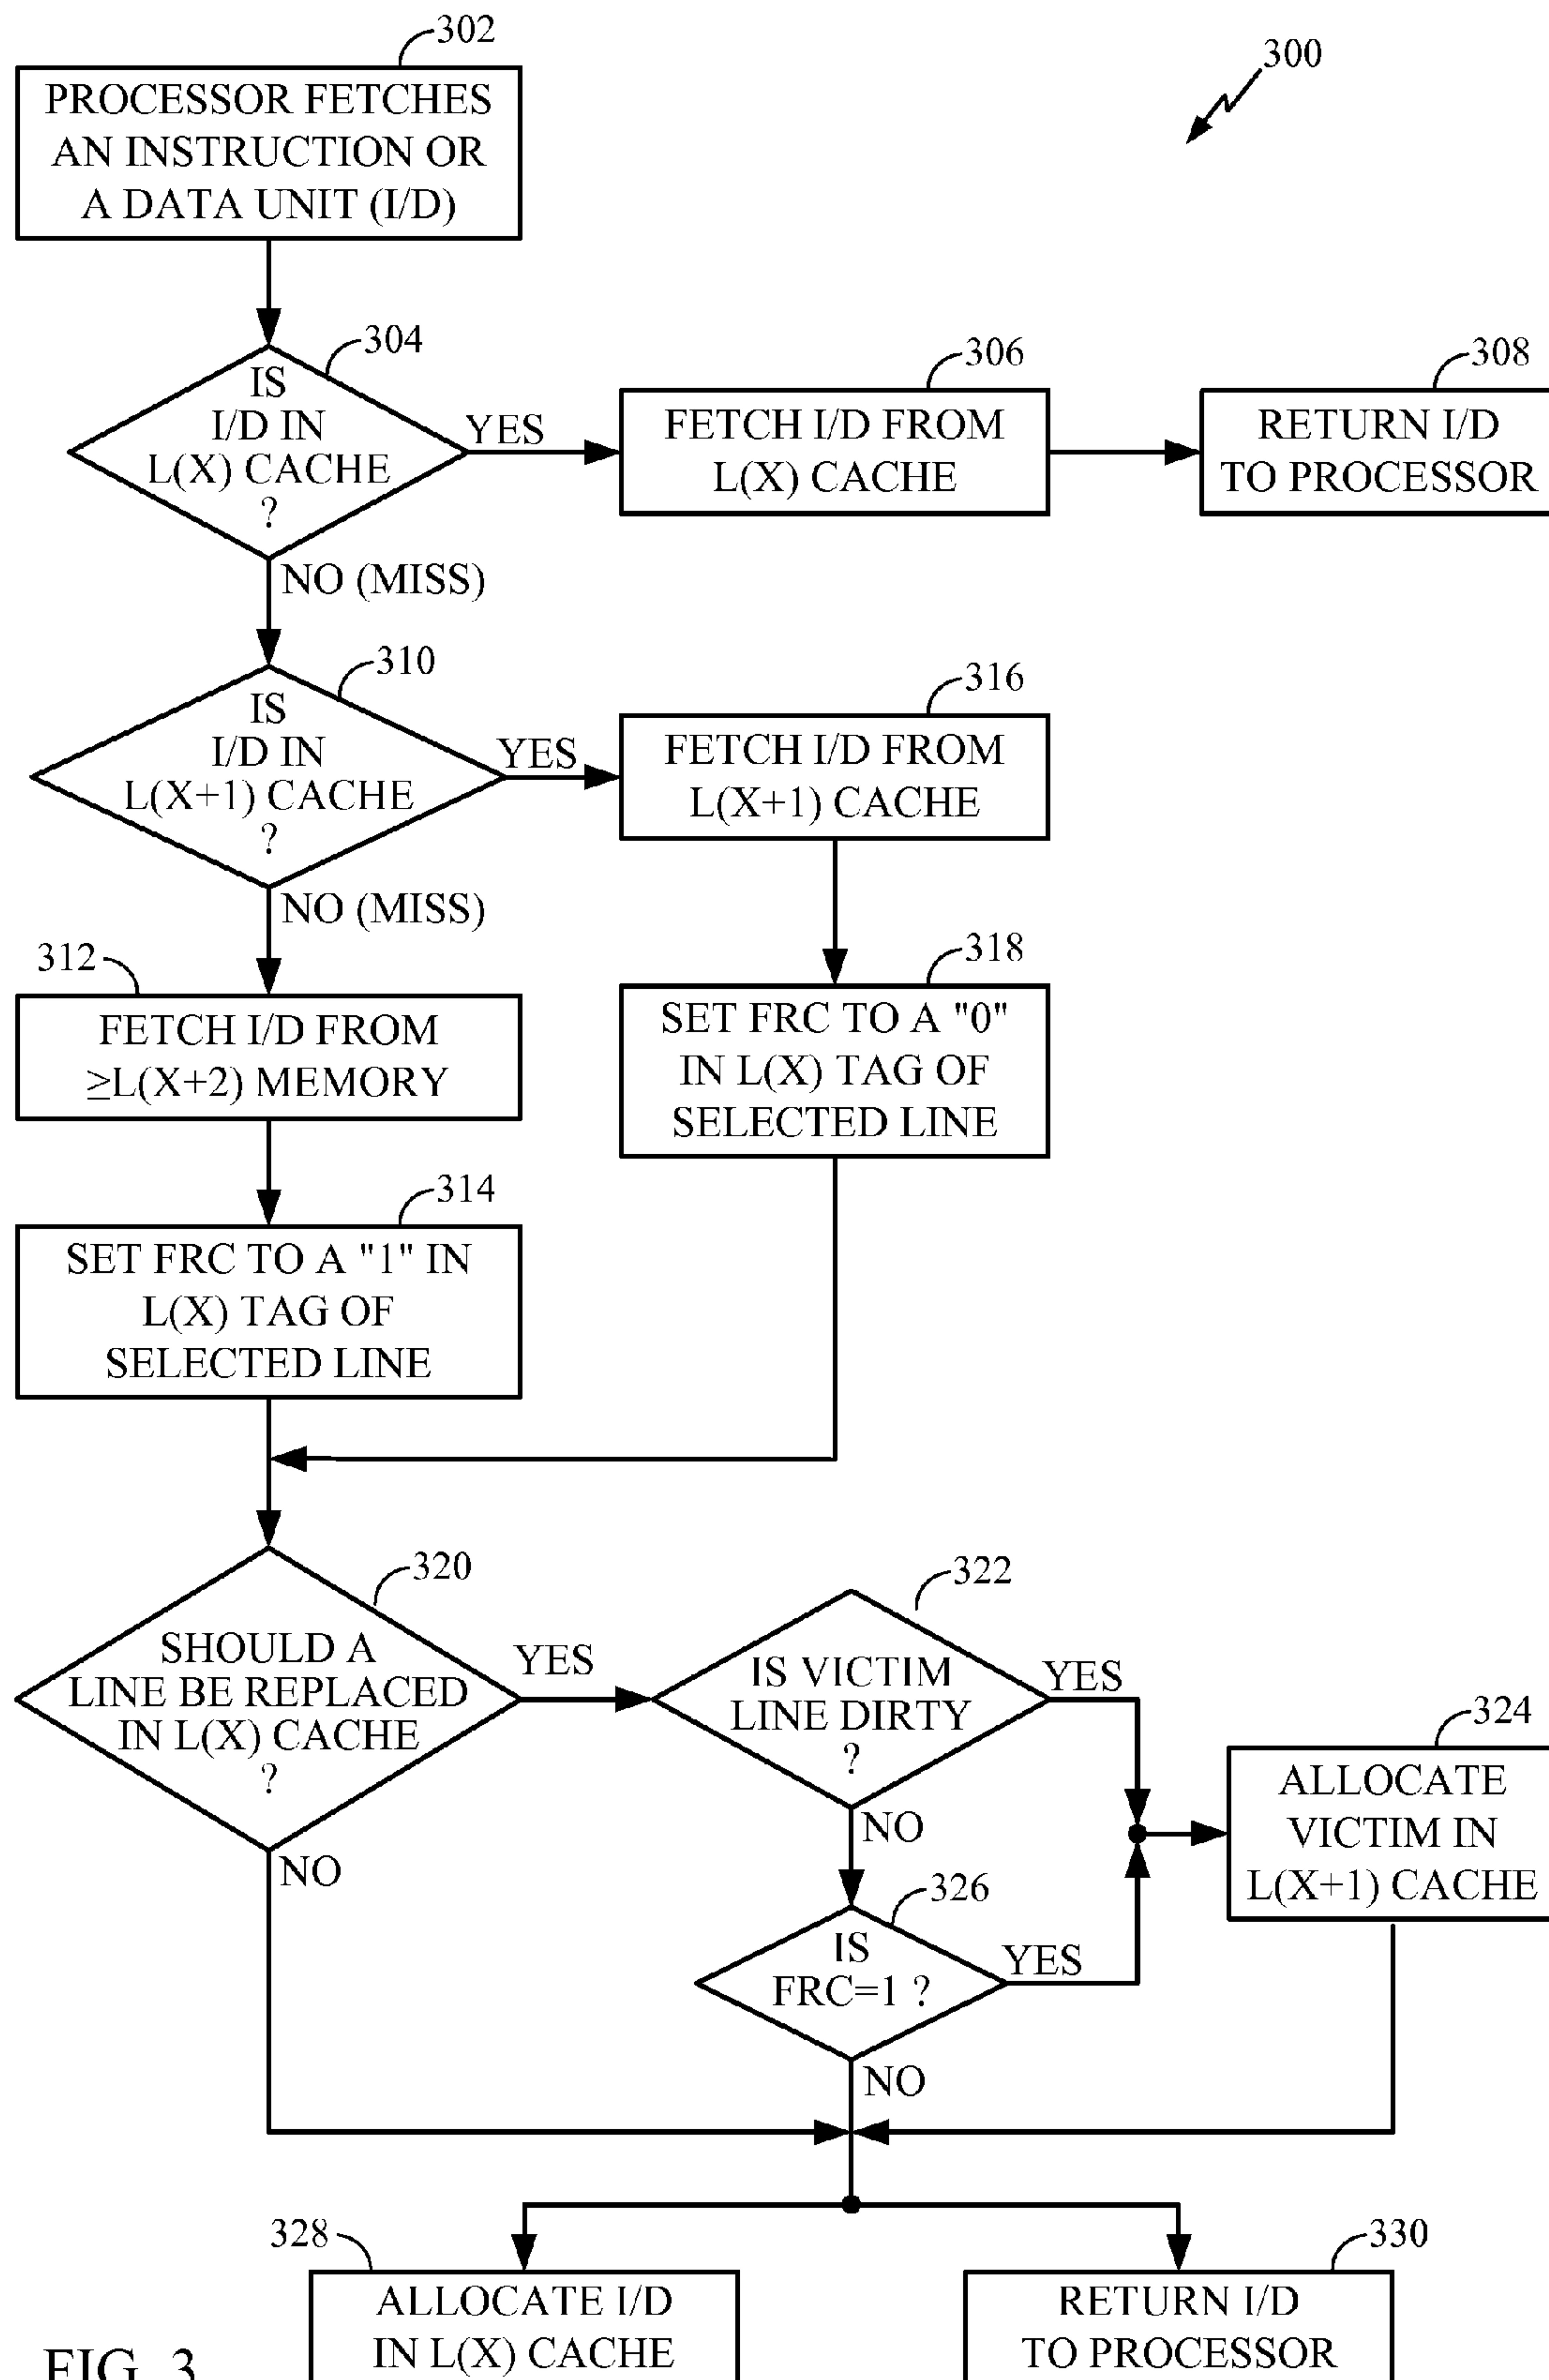 302
300
PROCESSOR FETCHES
AN INSTRUCTION OR
A DATA UNIT (I/D)
304
IS
I/D IN
L(X) CACHE
?
YES
306
FETCH I/D FROM
L(X) CACHE
308
RETURN I/D
TO PROCESSOR
NO (MISS)
310
IS
I/D IN
L(X+1) CACHE
?
YES
316
FETCH I/D FROM
L(X+1) CACHE
NO (MISS)
312
FETCH I/D FROM
≥L(X+2) MEMORY
318
SET FRC TO A "0"
IN L(X) TAG OF
SELECTED LINE
314
SET FRC TO A "1" IN
L(X) TAG OF
SELECTED LINE
320
SHOULD A
LINE BE REPLACED
IN L(X) CACHE
?
YES
NO
322
IS VICTIM
LINE DIRTY
?
YES
NO
324
ALLOCATE
VICTIM IN
L(X+1) CACHE
326
IS
FRC=1 ?
YES
NO
328
ALLOCATE I/D
IN L(X) CACHE
330
RETURN I/D
TO PROCESSOR
FIG. 3